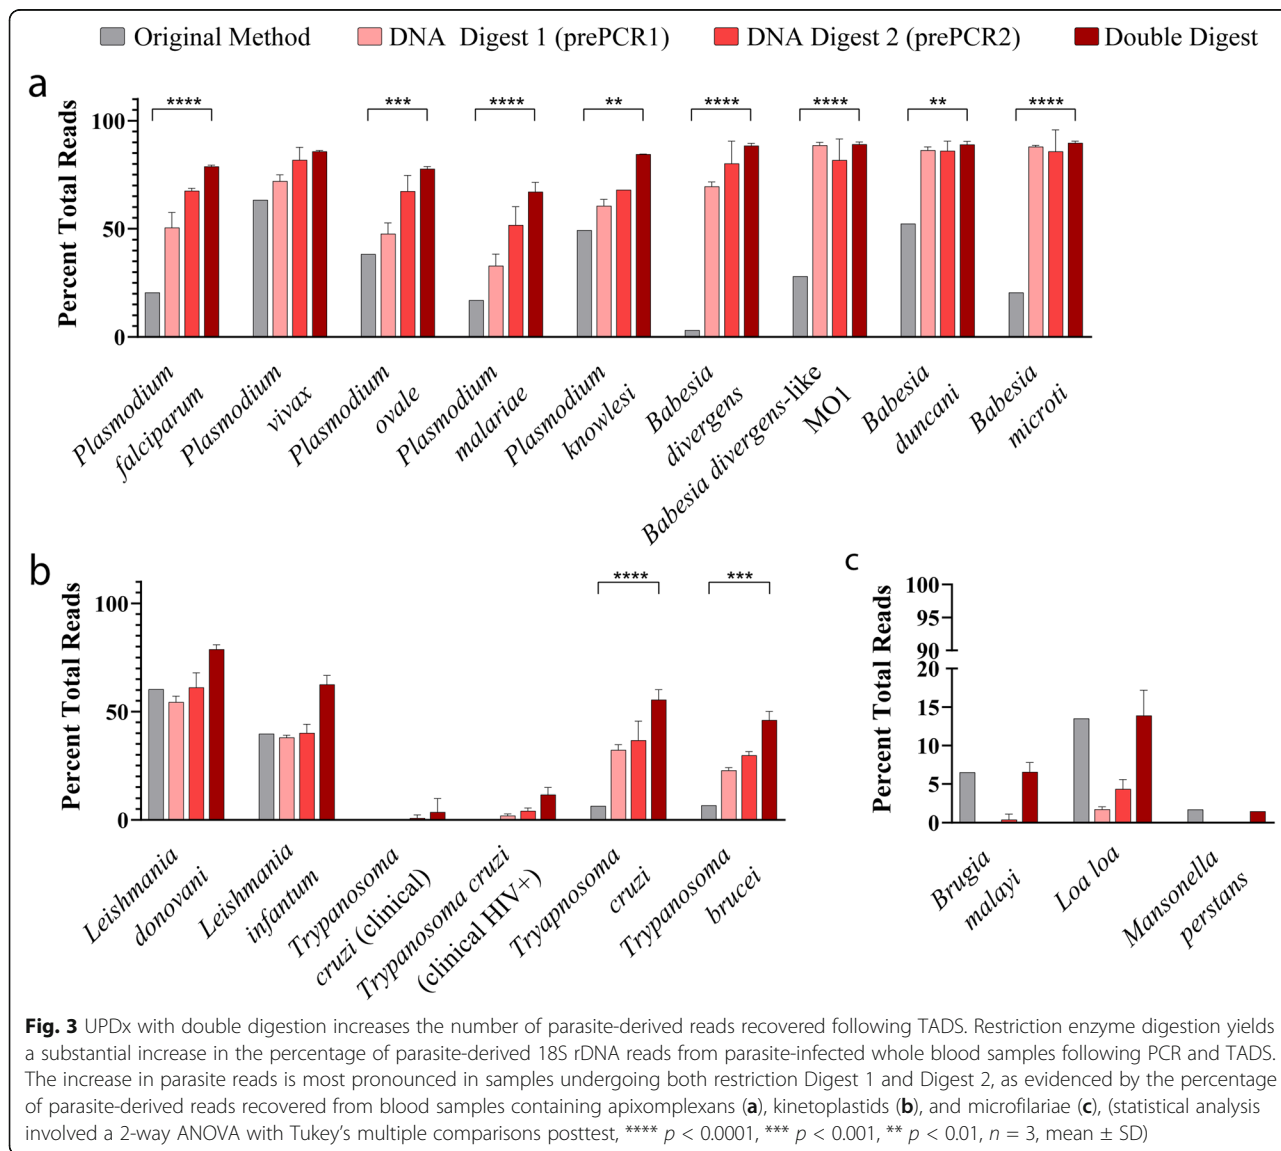 Original Method DNA Digest 1 (prePCR1) DNA Digest 2 (prePCR2) Double Digest
a
**** *** **** ** **** **** ** ****
Percent Total Reads
100
50
0
Plasmodium falciparum
Plasmodium vivax
Plasmodium ovale
Plasmodium malariae
Plasmodium knowlesi
Babesia divergens
Babesia divergens-like MO1
Babesia duncani
Babesia microti
b
**** ***
Percent Total Reads
100
50
0
Leishmania donovani
Leishmania infantum
Trypanosoma cruzi (clinical)
Trypanosoma cruzi (clinical HIV+)
Tryapnosoma cruzi
Trypanosoma brucei
c
Percent Total Reads
100
95
90
20
15
10
5
0
Brugia malayi
Loa loa
Mansonella perstans
Fig. 3 UPDx with double digestion increases the number of parasite-derived reads recovered following TADS. Restriction enzyme digestion yields
a substantial increase in the percentage of parasite-derived 18S rDNA reads from parasite-infected whole blood samples following PCR and TADS.
The increase in parasite reads is most pronounced in samples undergoing both restriction Digest 1 and Digest 2, as evidenced by the percentage
of parasite-derived reads recovered from blood samples containing apixomplexans (a), kinetoplastids (b), and microfilariae (c), (statistical analysis
involved a 2-way ANOVA with Tukey's multiple comparisons posttest, **** p < 0.0001, *** p < 0.001, ** p < 0.01, n = 3, mean ± SD)